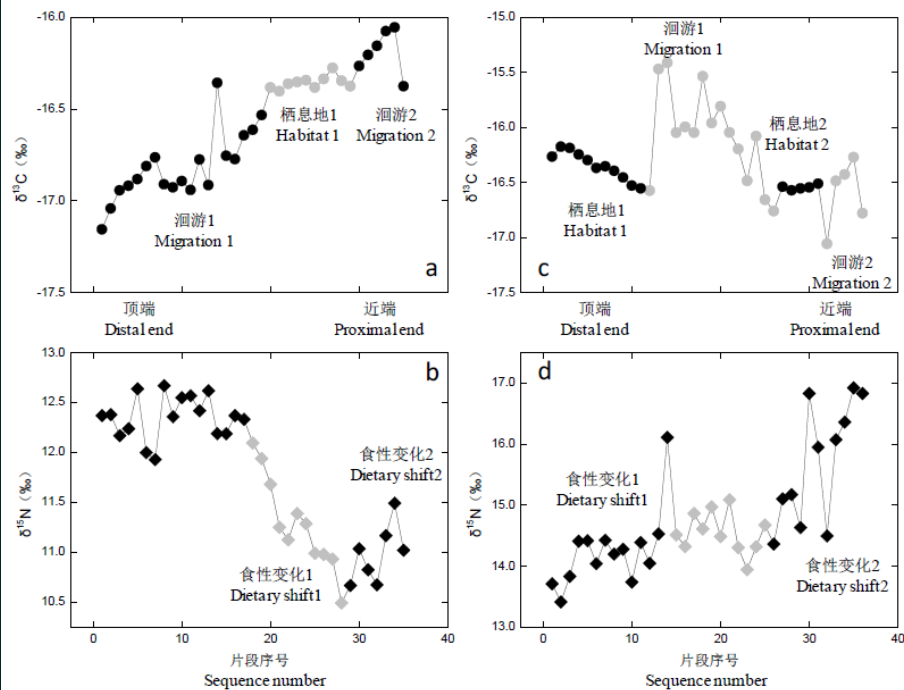 -16.0
-16.5
-17.0
-17.5
δ¹³C（‰）
洄游1
Migration 1
栖息地1
Habitat 1
洄游2
Migration 2
a
顶端
Distal end
近端
Proximal end
-15.0
-15.5
-16.0
-16.5
-17.0
-17.5
δ¹³C（‰）
洄游1
Migration 1
栖息地2
Habitat 2
栖息地1
Habitat 1
洄游2
Migration 2
c
顶端
Distal end
近端
Proximal end
13.0
12.5
12.0
11.5
11.0
10.5
δ¹⁵N（‰）
b
食性变化2
Dietary shift2
食性变化1
Dietary shift1
0 10 20 30 40
片段序号
Sequence number
17.0
16.0
15.0
14.0
13.0
δ¹⁵N（‰）
d
食性变化1
Dietary shift1
食性变化2
Dietary shift2
0 10 20 30 40
片段序号
Sequence number